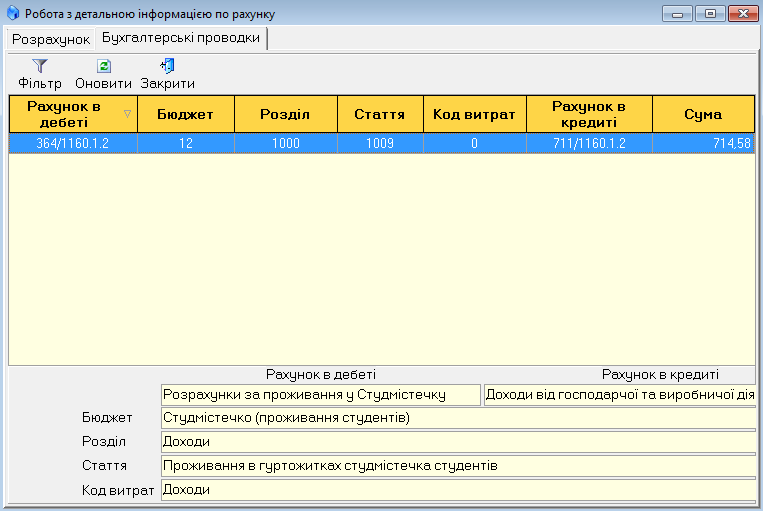 Робота з детальною інформацією по рахунку
Розрахунок Бухгалтерські проводки
Фільтр Оновити Закрити
Рахунок в дебеті Бюджет Розділ Стаття Код витрат Рахунок в кредиті Сума
364/1160.1.2 12 1000 1009 0 711/1160.1.2 714,58
Рахунок в дебеті Рахунок в кредиті
Розрахунки за проживання у Студмістечку Доходи від господарчої та виробничої дія
Бюджет Студмістечко (проживання студентів)
Розділ Доходи
Стаття Проживання в гуртожитках студмістечка студентів
Код витрат Доходи